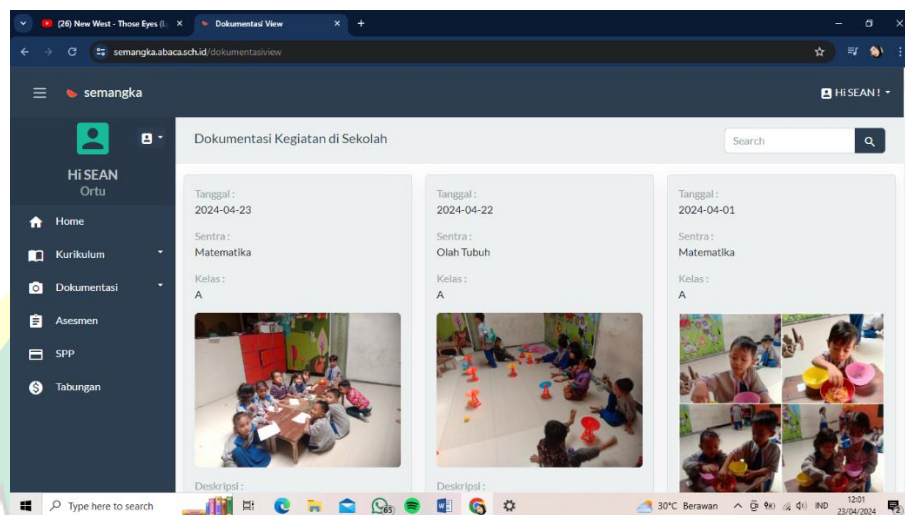 (26) New West - Those Eyes (L
Dokumentasi View
semangka.abaca.sch.id/dokumentasiview
semangka
Hi SEAN !
Hi SEAN
Ortu
Home
Kurikulum
Dokumentasi
Asesmen
SPP
Tabungan
Dokumentasi Kegiatan di Sekolah
Search
Tanggal :
2024-04-23
Sentra :
Matematika
Kelas :
A
Deskripsi :
Tanggal :
2024-04-22
Sentra :
Olah Tubuh
Kelas :
A
Deskripsi :
Tanggal :
2024-04-01
Sentra :
Matematika
Kelas :
A
Type here to search
65
30°C Berawan
IND
12:01
23/04/2024
2